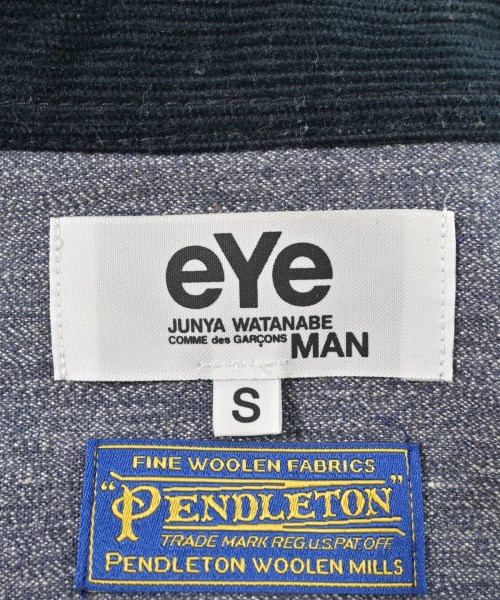 eYe
JUNYA WATANABE
COMME des GARÇONS MAN
S
FINE WOOLEN FABRICS
"PENDLETON"
TRADE MARK REG.U.S.PAT.OFF.
PENDLETON WOOLEN MILLS